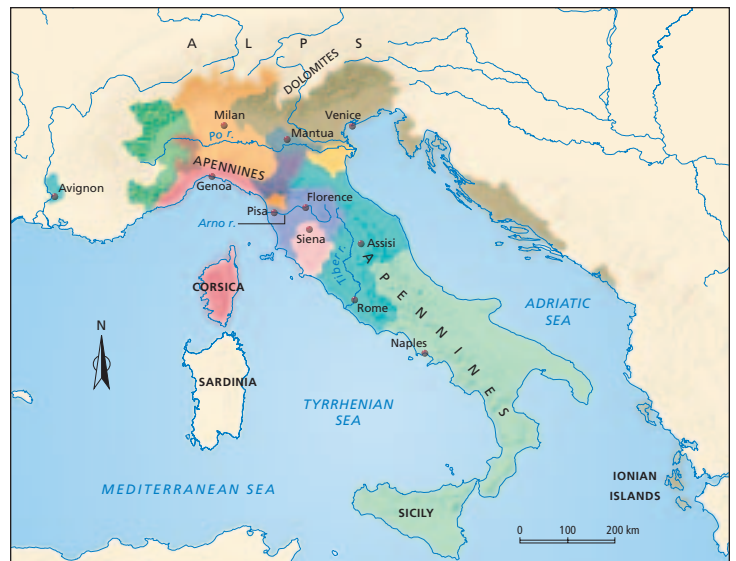 A L P S
DOLOMITES
Milan
Venice
Po r.
Mantua
APENNINES
Avignon
Genoa
Florence
Pisa
Arno r.
Siena
Assisi
Tiber r.
APENNINES
CORSICA
ADRIATIC
SEA
Rome
N
Naples
SARDINIA
TYRRHENIAN
SEA
IONIAN
ISLANDS
MEDITERRANEAN SEA
SICILY
0 100 200 km